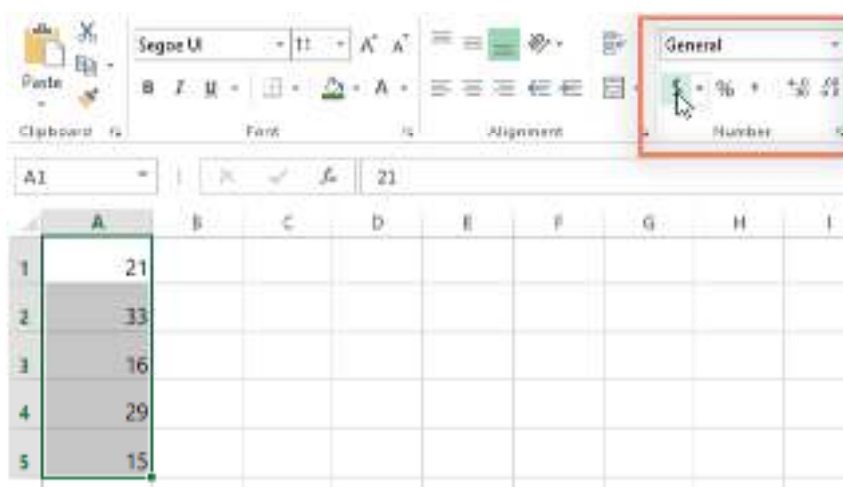 Segoe UI 11 A A General
Paste B I U A $ % ,
Clipboard Font Alignment Number
A1 fx 21
A B C D E F G H I
1 21
2 33
3 16
4 29
5 15